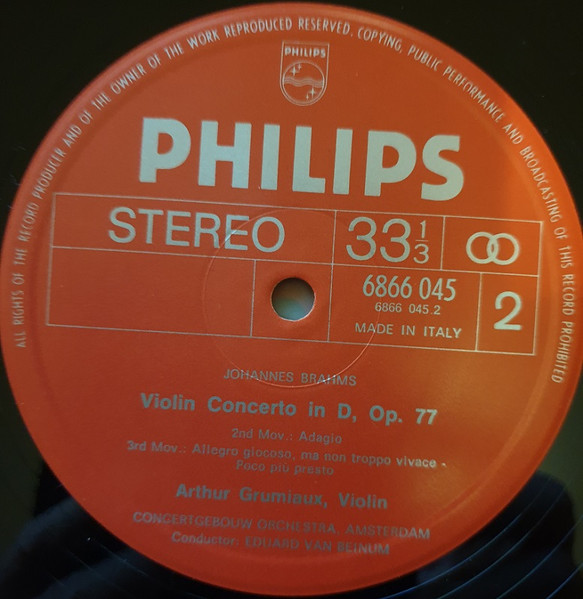 ALL RIGHTS OF THE RECORD PRODUCER AND OF THE OWNER OF THE WORK REPRODUCED RESERVED. COPYING, PUBLIC PERFORMANCE AND BROADCASTING OF THIS RECORD PROHIBITED
PHILIPS
PHILIPS
STEREO 33 1/3
6866 045
6866 045.2
MADE IN ITALY
2
JOHANNES BRAHMS
Violin Concerto in D, Op. 77
2nd Mov.: Adagio
3rd Mov.: Allegro giocoso, ma non troppo vivace -
Poco più presto
Arthur Grumiaux, Violin
CONCERTGEBOUW ORCHESTRA, AMSTERDAM
Conductor: EDUARD VAN BEINUM